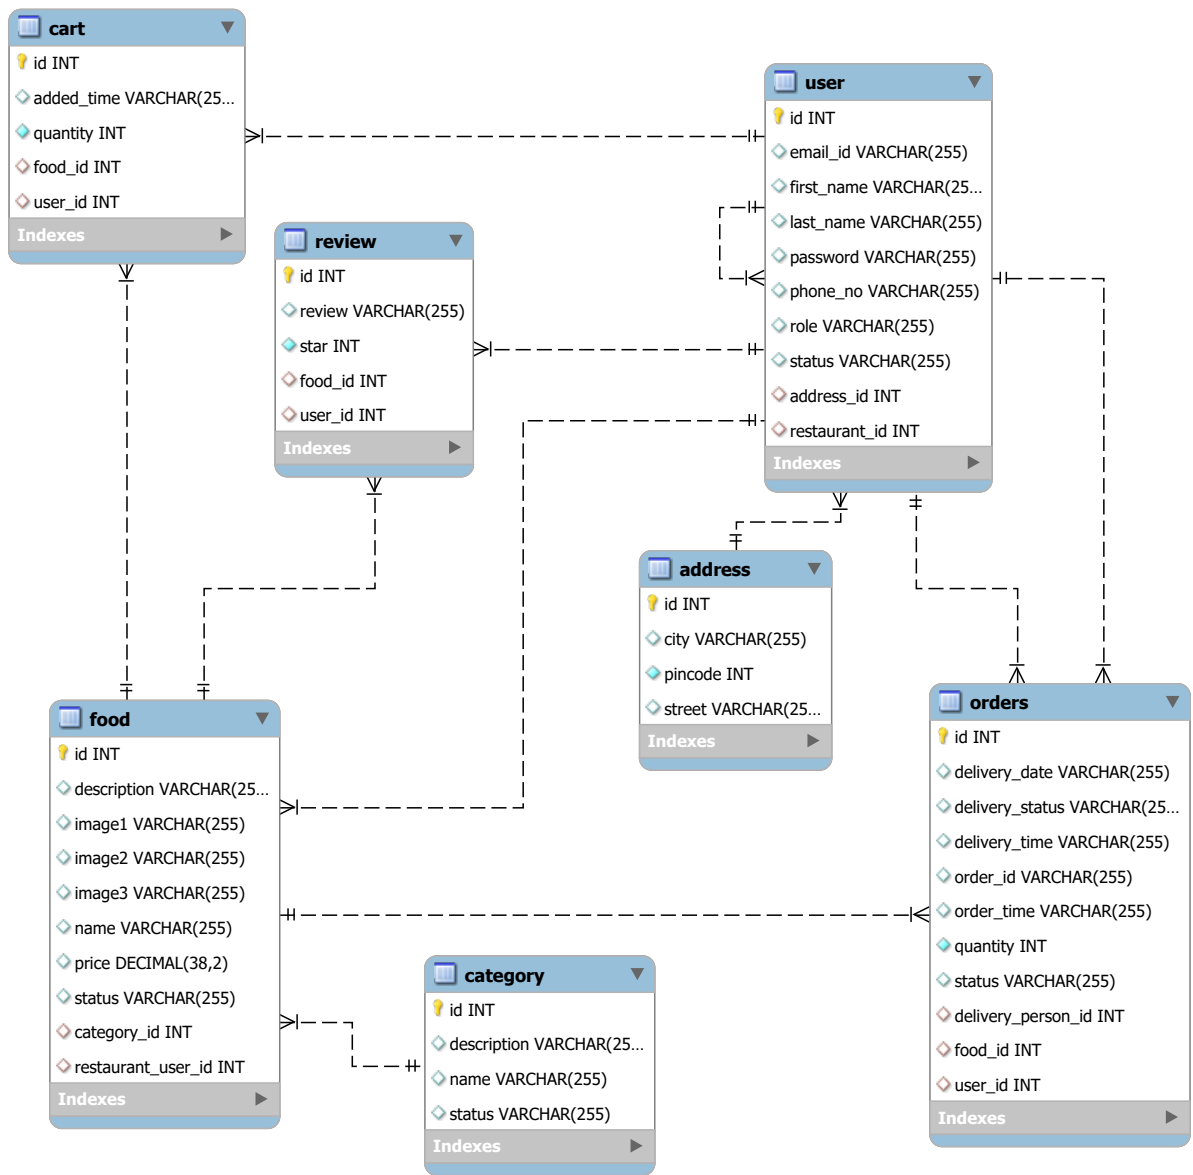 cart
id INT
added_time VARCHAR(25...
quantity INT
food_id INT
user_id INT
Indexes
user
id INT
email_id VARCHAR(255)
first_name VARCHAR(25...
last_name VARCHAR(255)
password VARCHAR(255)
phone_no VARCHAR(255)
role VARCHAR(255)
status VARCHAR(255)
address_id INT
restaurant_id INT
Indexes
review
id INT
review VARCHAR(255)
star INT
food_id INT
user_id INT
Indexes
address
id INT
city VARCHAR(255)
pincode INT
street VARCHAR(25...
Indexes
food
id INT
description VARCHAR(25...
image1 VARCHAR(255)
image2 VARCHAR(255)
image3 VARCHAR(255)
name VARCHAR(255)
price DECIMAL(38,2)
status VARCHAR(255)
category_id INT
restaurant_user_id INT
Indexes
orders
id INT
delivery_date VARCHAR(255)
delivery_status VARCHAR(25...
delivery_time VARCHAR(255)
order_id VARCHAR(255)
order_time VARCHAR(255)
quantity INT
status VARCHAR(255)
delivery_person_id INT
food_id INT
user_id INT
Indexes
category
id INT
description VARCHAR(25...
name VARCHAR(255)
status VARCHAR(255)
Indexes